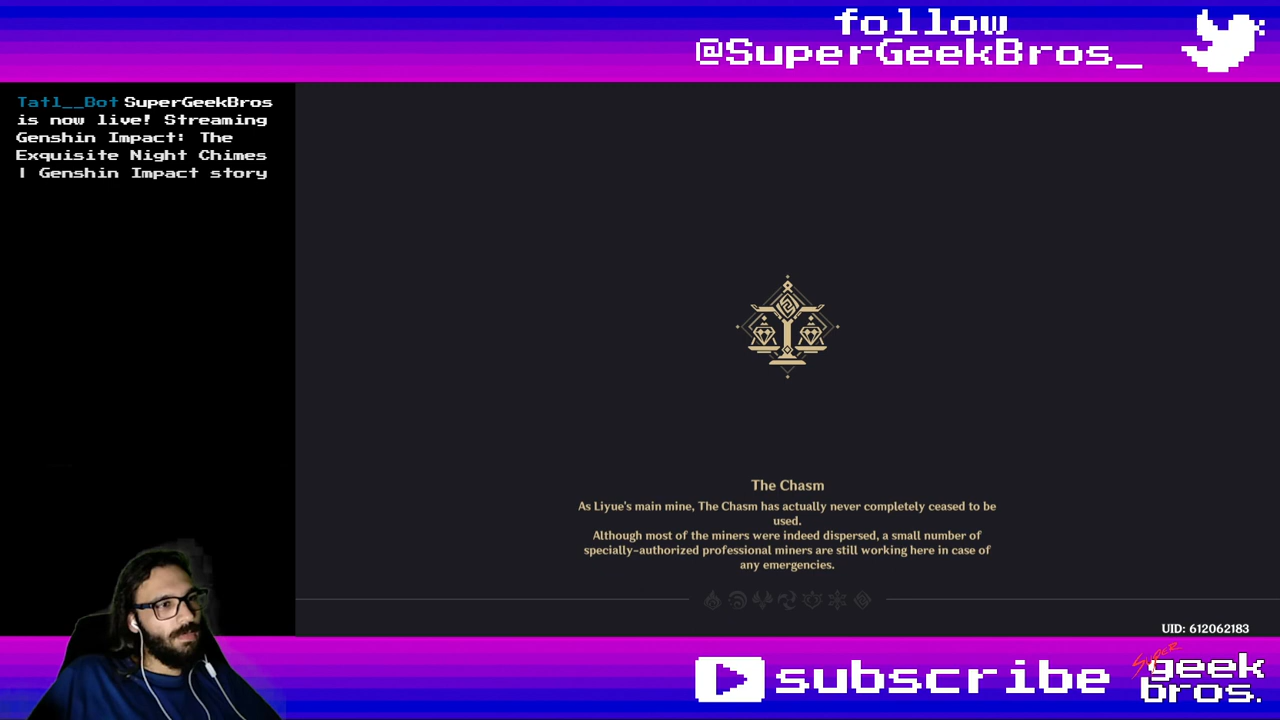 follow
@SuperGeekBros_
Tatl__Bot SuperGeekBros
is now live! Streaming
Genshin Impact: The
Exquisite Night Chimes
| Genshin Impact story
The Chasm
As Liyue's main mine, The Chasm has actually never completely ceased to be
used.
Although most of the miners were indeed dispersed, a small number of
specially-authorized professional miners are still working here in case of
any emergencies.
UID: 612062183
subscribe
super
geek
bros.